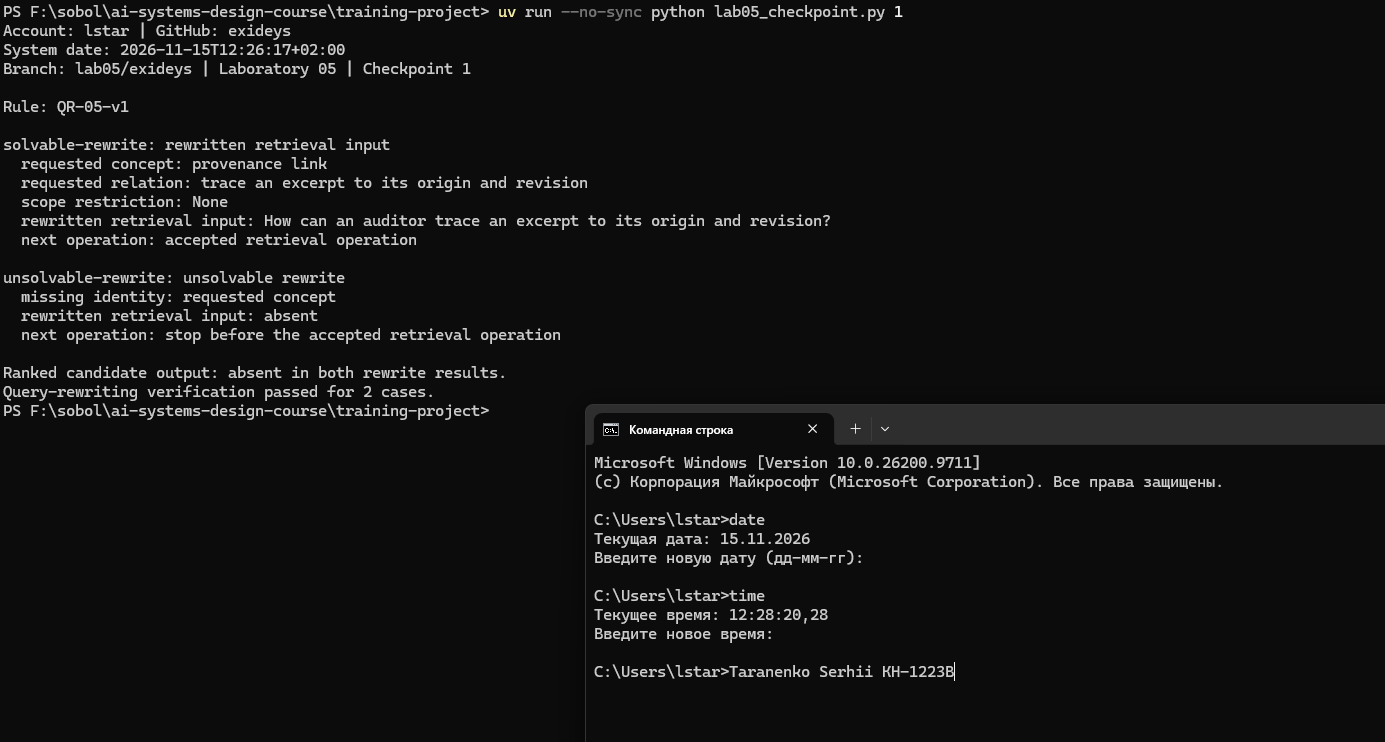 PS F:\sobol\ai-systems-design-course\training-project> uv run --no-sync python lab05_checkpoint.py 1
Account: lstar | GitHub: exideys
System date: 2026-11-15T12:26:17+02:00
Branch: lab05/exideys | Laboratory 05 | Checkpoint 1
Rule: QR-05-v1
solvable-rewrite: rewritten retrieval input
requested concept: provenance link
requested relation: trace an excerpt to its origin and revision
scope restriction: None
rewritten retrieval input: How can an auditor trace an excerpt to its origin and revision?
next operation: accepted retrieval operation
unsolvable-rewrite: unsolvable rewrite
missing identity: requested concept
rewritten retrieval input: absent
next operation: stop before the accepted retrieval operation
Ranked candidate output: absent in both rewrite results.
Query-rewriting verification passed for 2 cases.
PS F:\sobol\ai-systems-design-course\training-project>
Командная строка
Microsoft Windows [Version 10.0.26200.9711]
(c) Корпорация Майкрософт (Microsoft Corporation). Все права защищены.
C:\Users\lstar>date
Текущая дата: 15.11.2026
Введите новую дату (дд-мм-гг):
C:\Users\lstar>time
Текущее время: 12:28:20,28
Введите новое время:
C:\Users\lstar>Taranenko Serhii KH-1223B